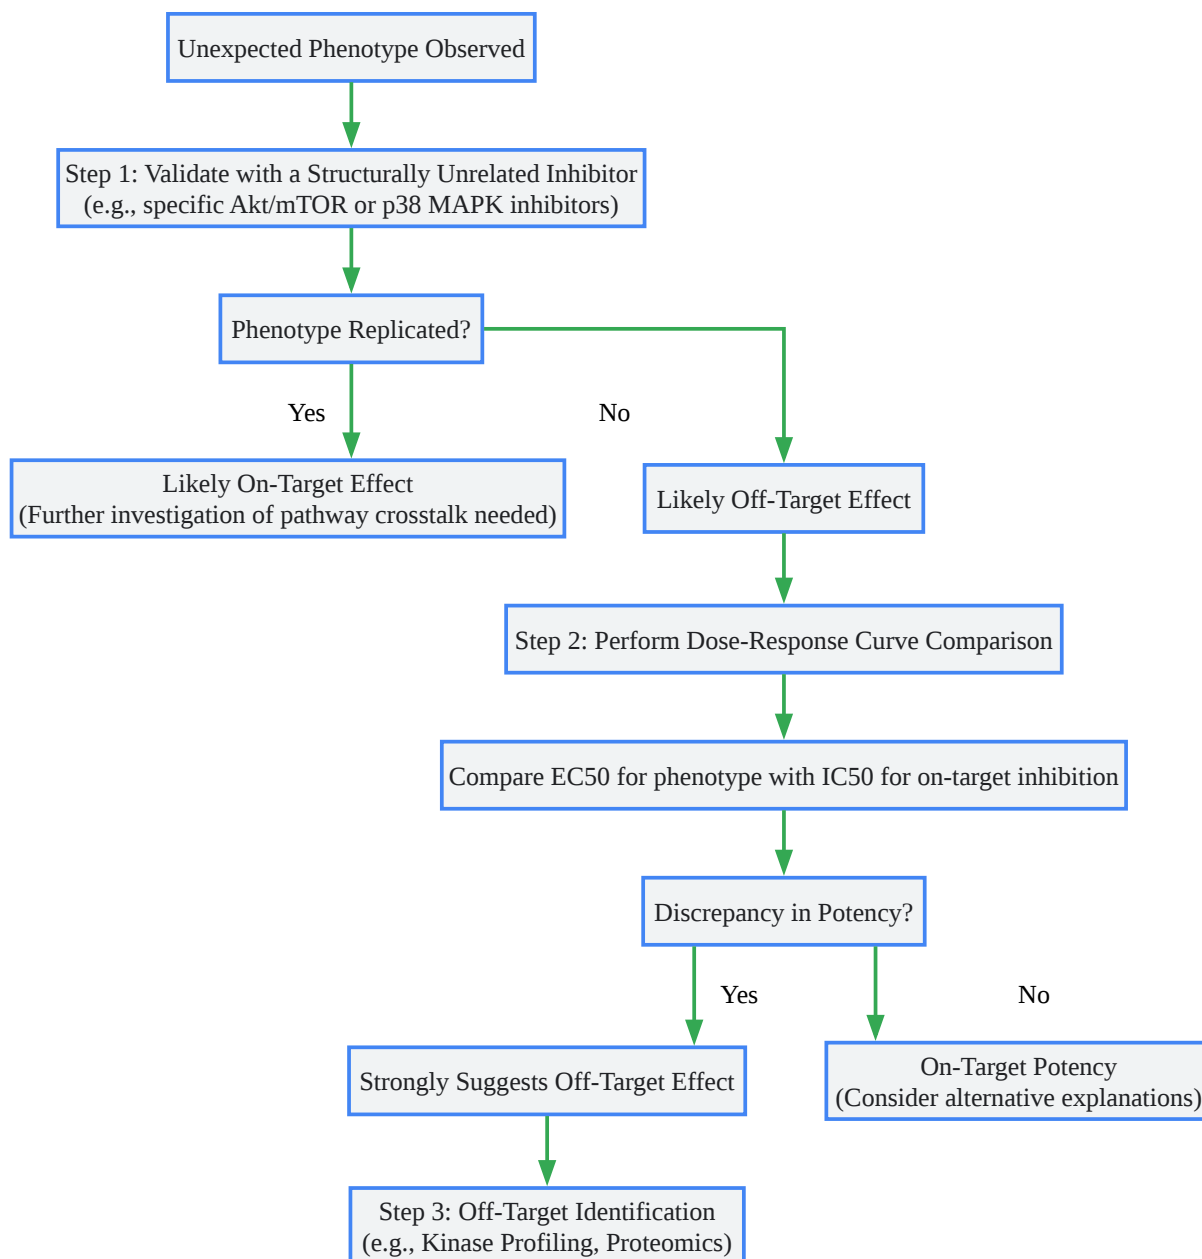 Unexpected Phenotype Observed
Step 1: Validate with a Structurally Unrelated Inhibitor
(e.g., specific Akt/mTOR or p38 MAPK inhibitors)
Phenotype Replicated?
Yes
No
Likely On-Target Effect
(Further investigation of pathway crosstalk needed)
Likely Off-Target Effect
Step 2: Perform Dose-Response Curve Comparison
Compare EC50 for phenotype with IC50 for on-target inhibition
Discrepancy in Potency?
Yes
No
Strongly Suggests Off-Target Effect
On-Target Potency
(Consider alternative explanations)
Step 3: Off-Target Identification
(e.g., Kinase Profiling, Proteomics)